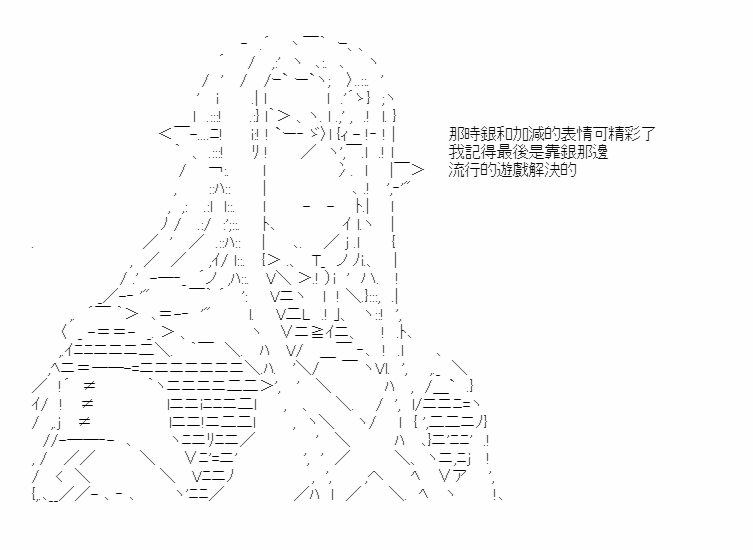 那時銀和加減的表情可精彩了
我記得最後是靠銀那邊
流行的遊戲解決的